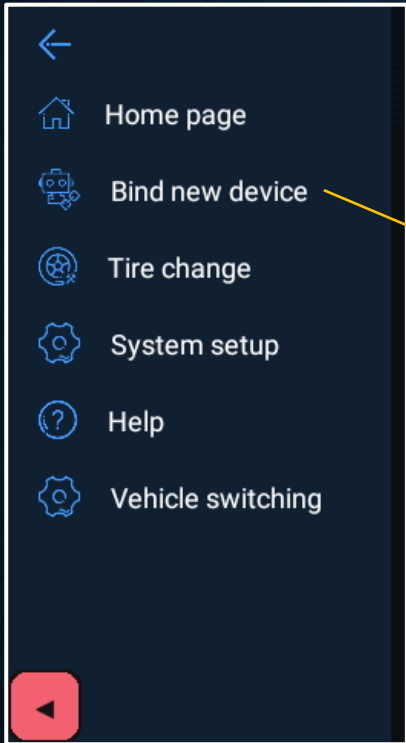 Home page
Bind new device
Tire change
System setup
Help
Vehicle switching